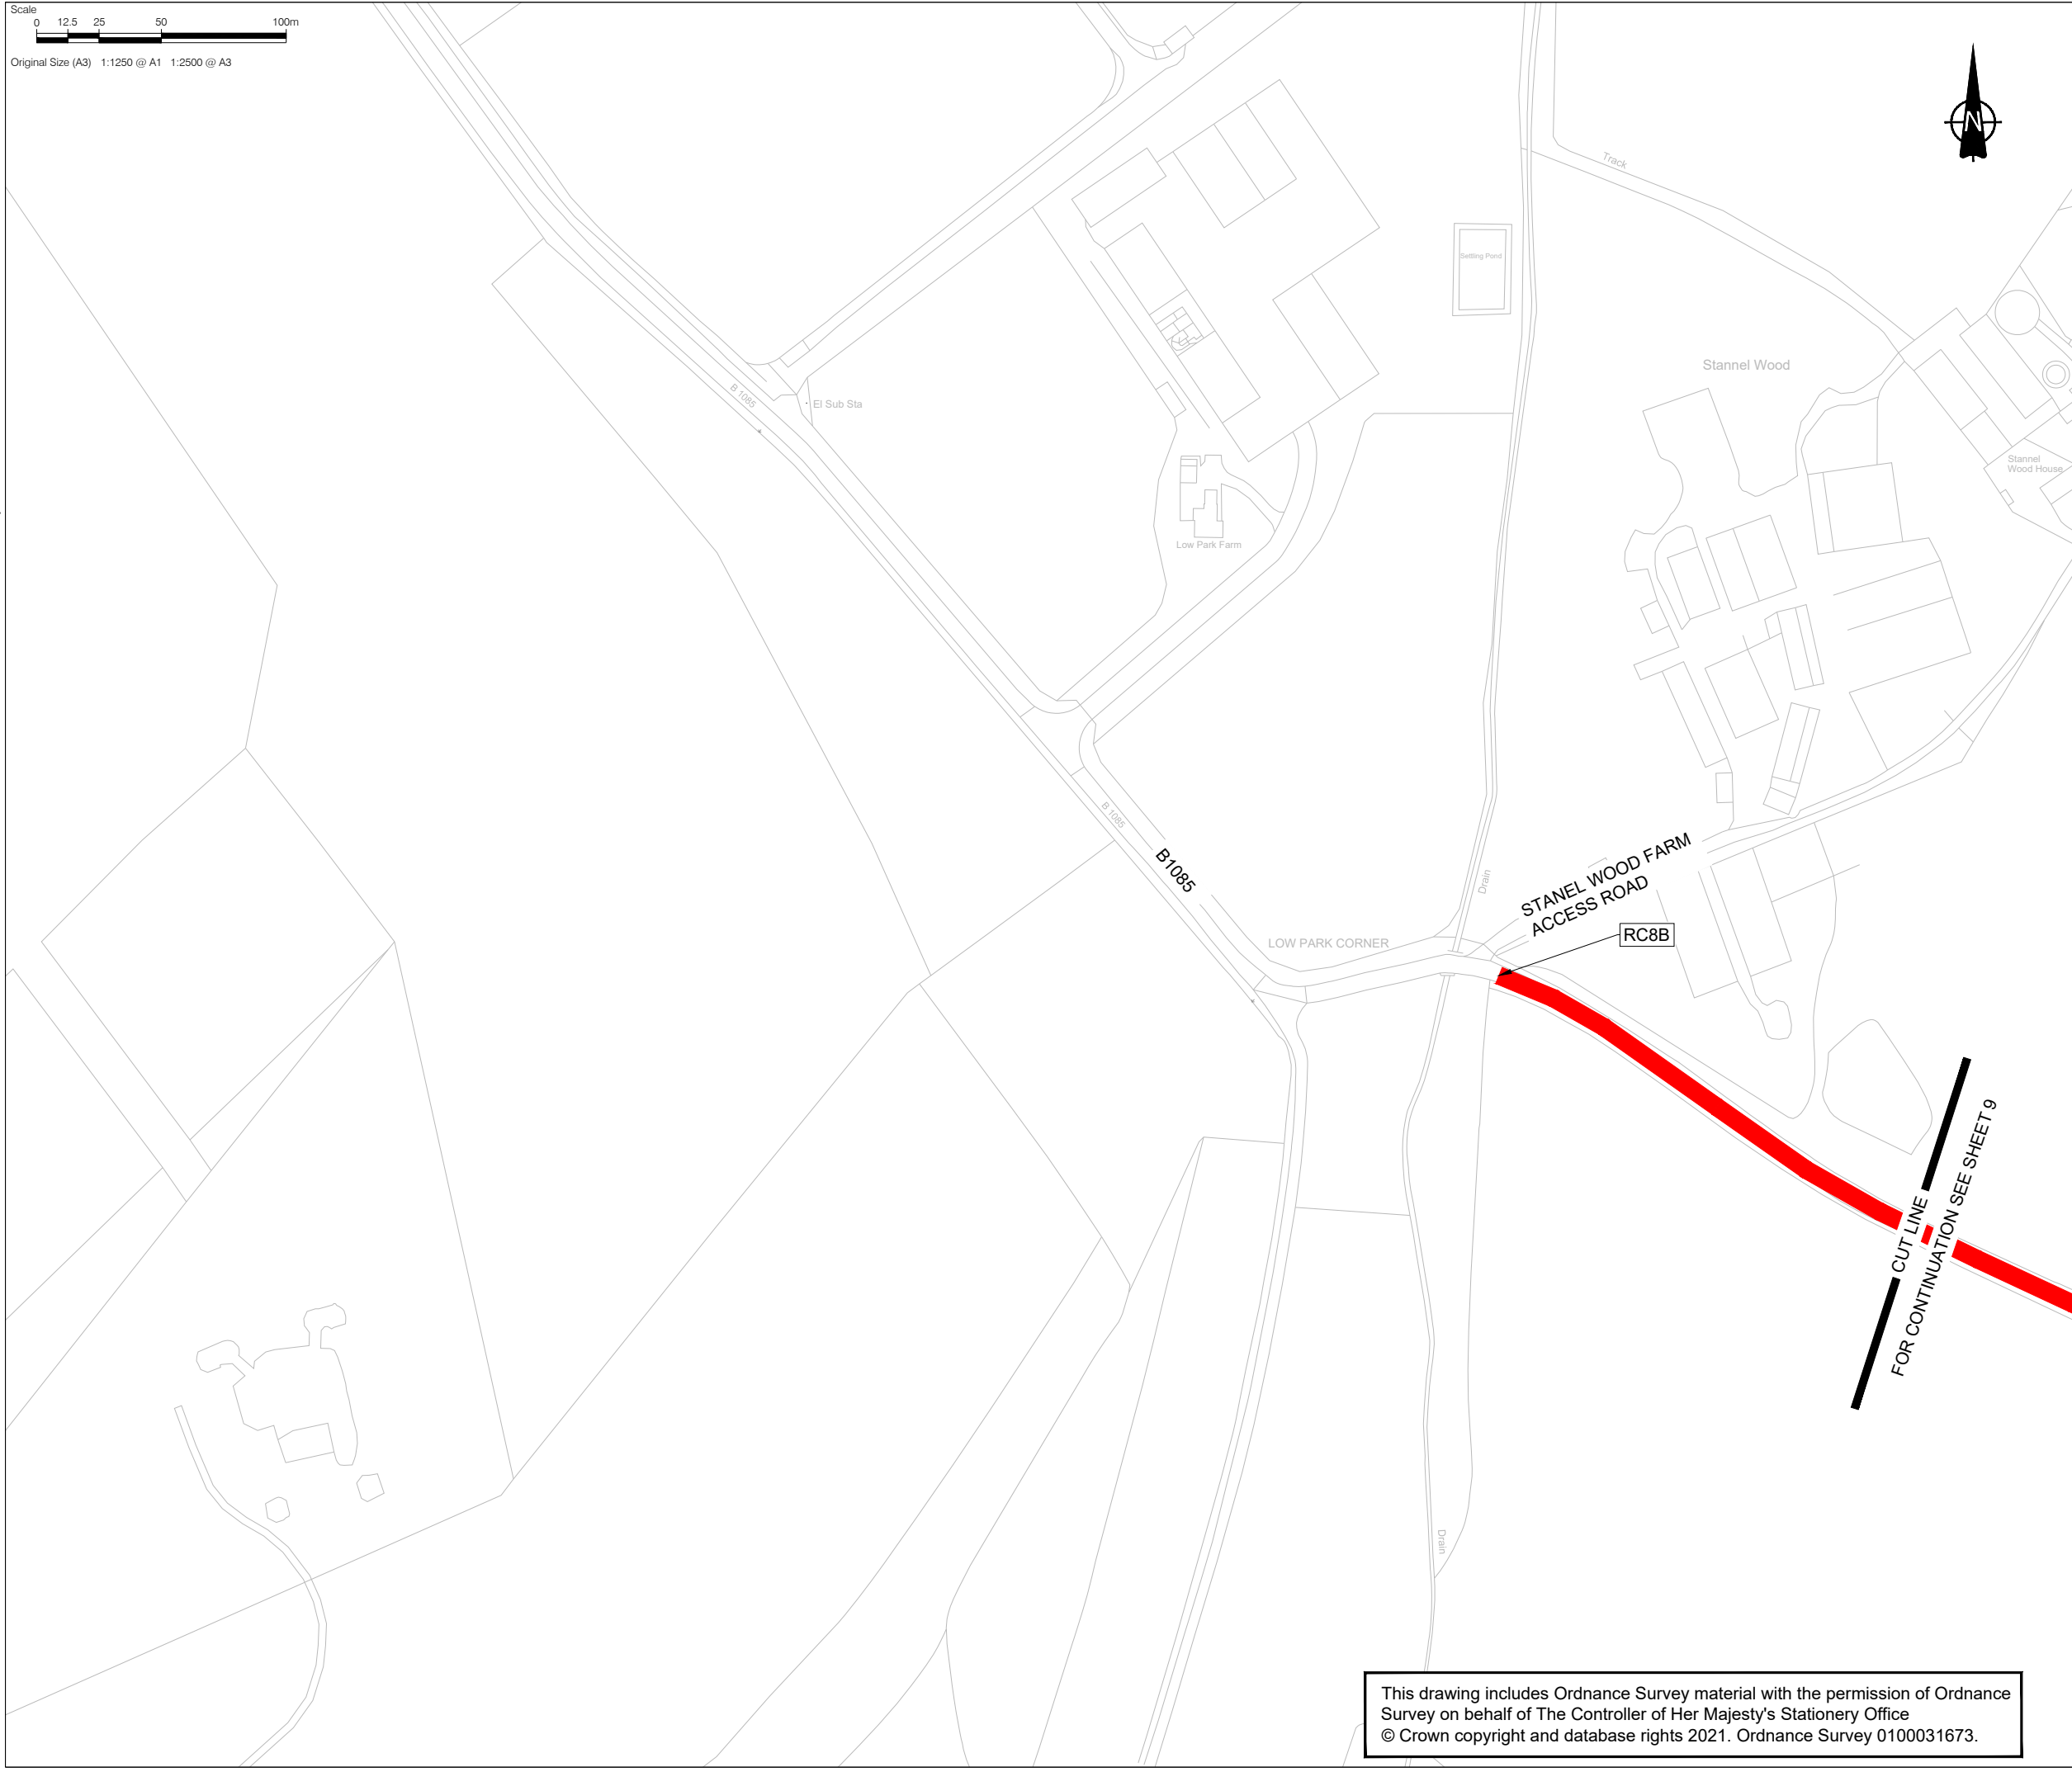 Scale
0 12.5 25 50 100m
Original Size (A3) 1:1250 @ A1 1:2500 @ A3
N
Track
Setling Pond
Stannel Wood
B 1085
El Sub Sta
Stannel
Wood House
Low Park Farm
B 1085
B1085
Drain
STANEL WOOD FARM
ACCESS ROAD
RC8B
LOW PARK CORNER
CUT LINE
FOR CONTINUATION SEE SHEET 9
Drain
This drawing includes Ordnance Survey material with the permission of Ordnance
Survey on behalf of The Controller of Her Majesty's Stationery Office
© Crown copyright and database rights 2021. Ordnance Survey 0100031673.